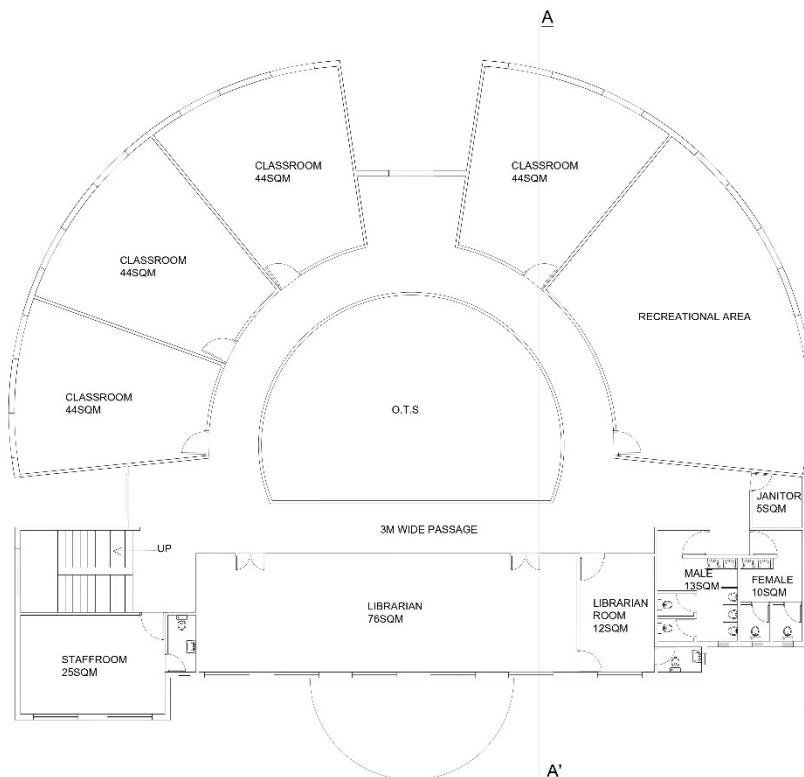 A
CLASSROOM
44SQM
CLASSROOM
44SQM
CLASSROOM
44SQM
RECREATIONAL AREA
CLASSROOM
44SQM
O.T.S
JANITOR
5SQM
3M WIDE PASSAGE
UP
MALE
13SQM
FEMALE
10SQM
LIBRARIAN
76SQM
LIBRARIAN
ROOM
12SQM
STAFFROOM
25SQM
A'